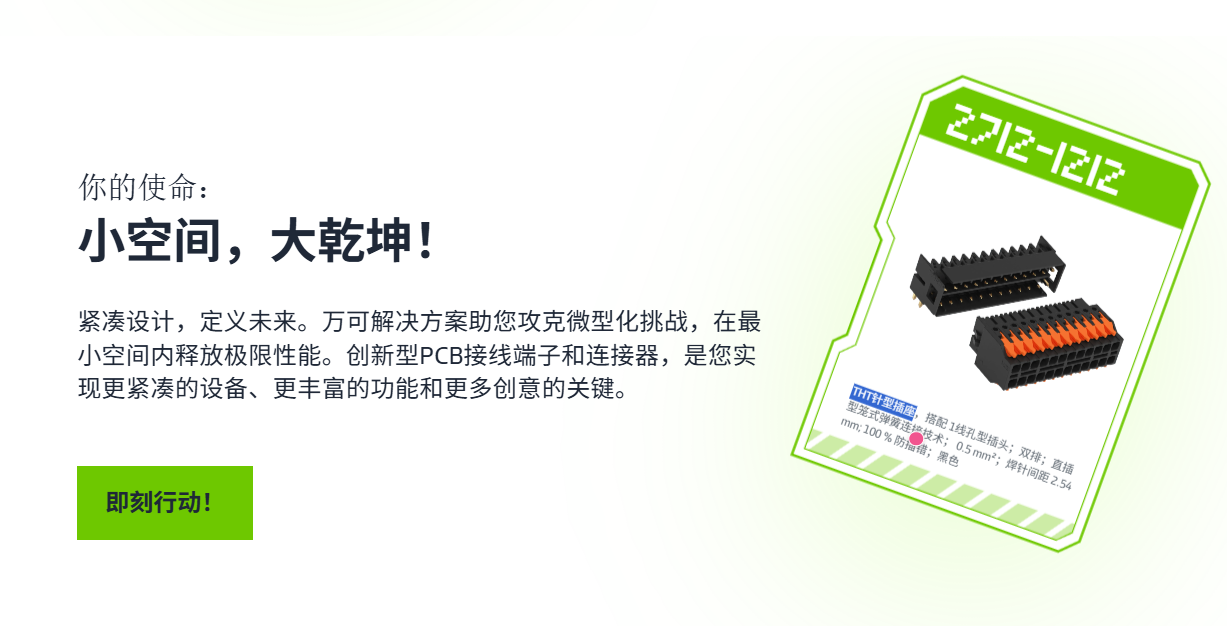 你的使命：
小空间，大乾坤！
紧凑设计，定义未来。万可解决方案助您攻克微型化挑战，在最
小空间内释放极限性能。创新型PCB接线端子和连接器，是您实
现更紧凑的设备、更丰富的功能和更多创意的关键。
即刻行动！
2712-1212
THT针型插座，搭配 1线孔型插头；双排；直插
型笼式弹簧连接技术； 0.5 mm²；焊针间距 2.54
mm; 100 % 防插错；黑色